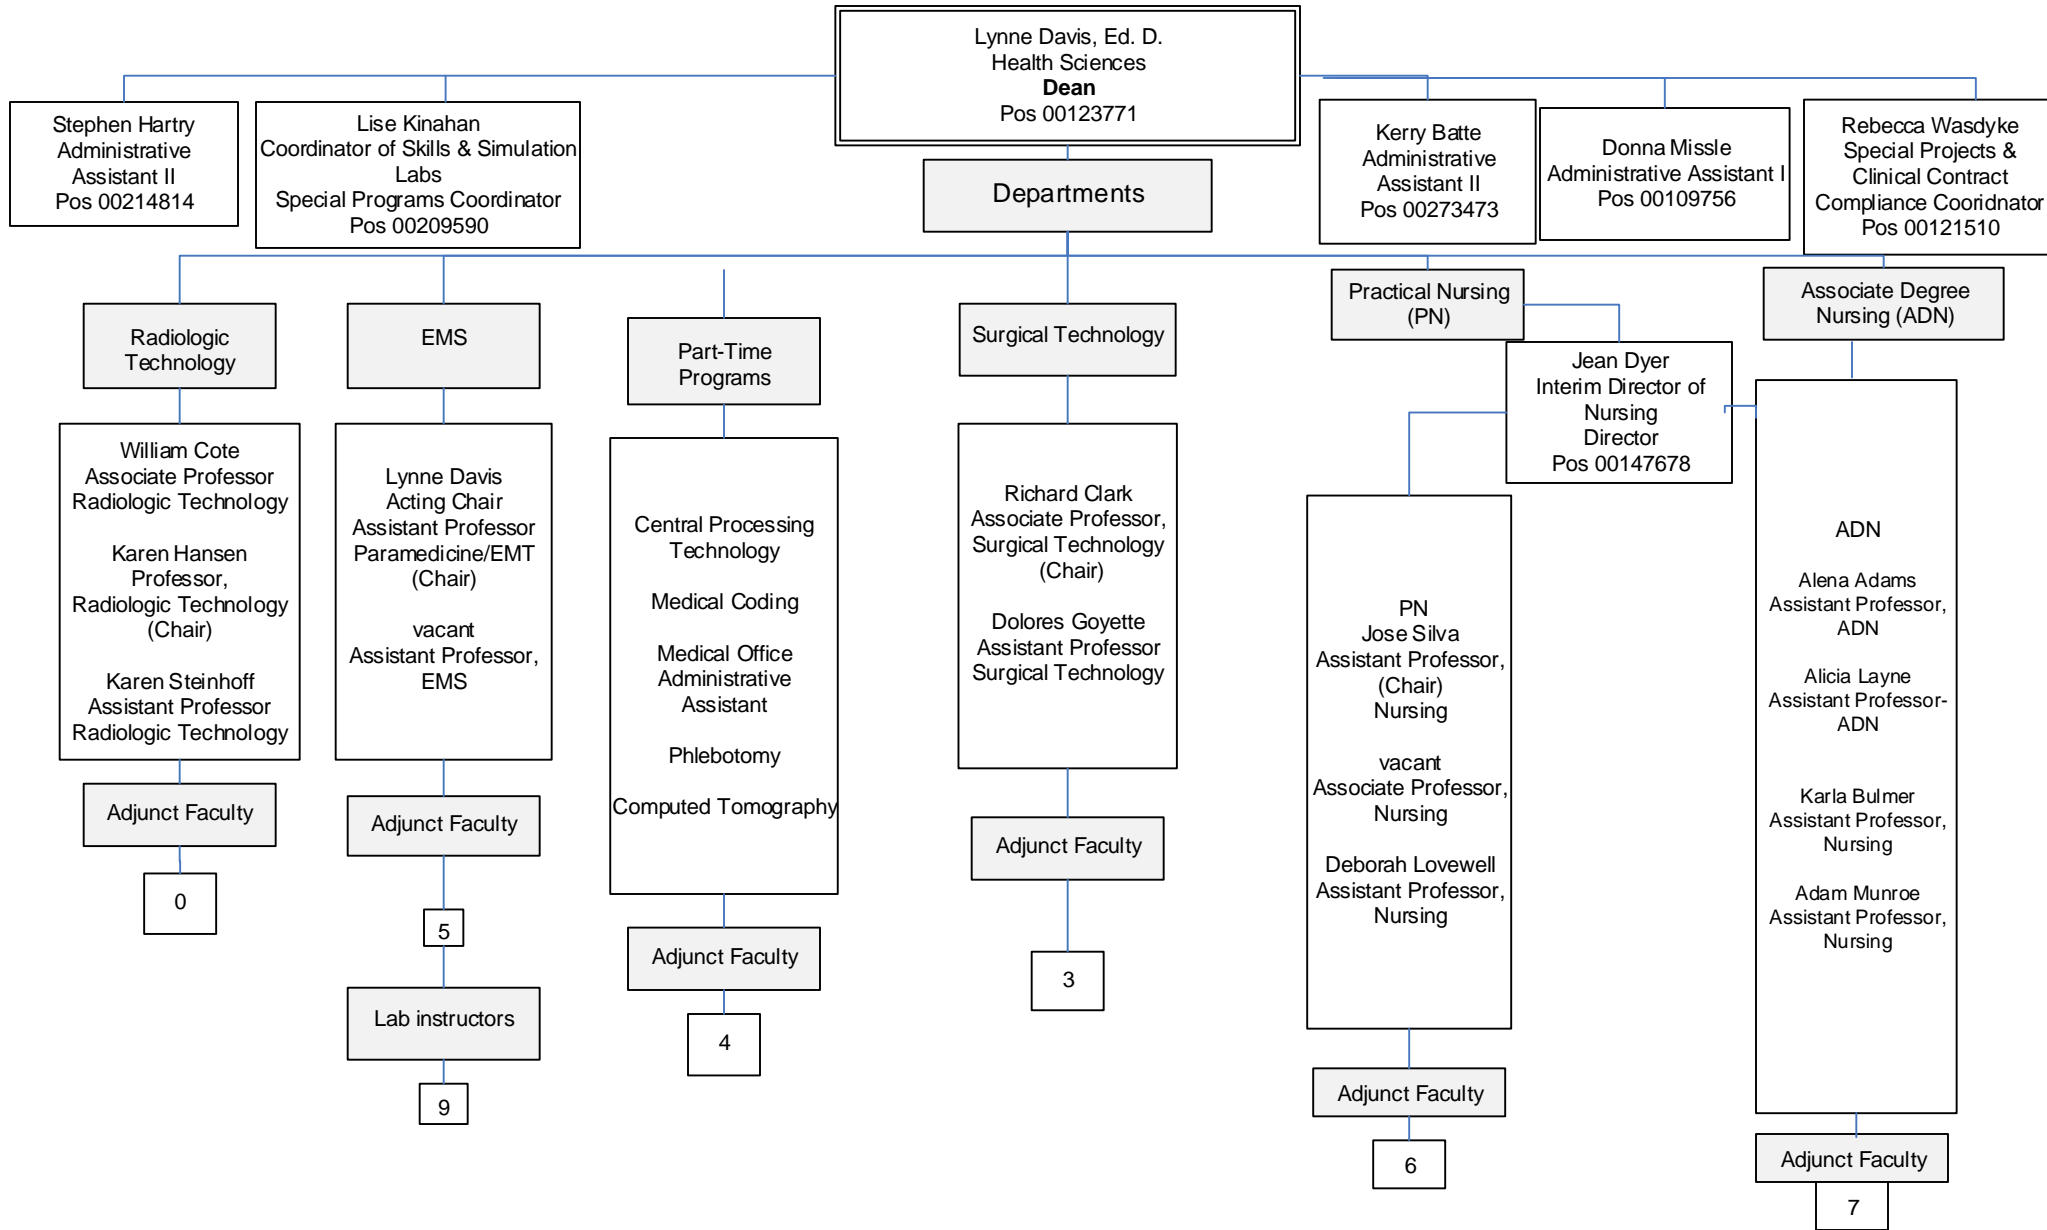 Lynne Davis, Ed. D.
Health Sciences
Dean
Pos 00123771
Stephen Hartry
Administrative
Assistant II
Pos 00214814
Lise Kinahan
Coordinator of Skills & Simulation
Labs
Special Programs Coordinator
Pos 00209590
Kerry Batte
Administrative
Assistant II
Pos 00273473
Donna Missle
Administrative Assistant I
Pos 00109756
Rebecca Wasdyke
Special Projects &
Clinical Contract
Compliance Cooridnator
Pos 00121510
Departments
Radiologic
Technology
William Cote
Associate Professor
Radiologic Technology
Karen Hansen
Professor,
Radiologic Technology
(Chair)
Karen Steinhoff
Assistant Professor
Radiologic Technology
Adjunct Faculty
0
EMS
Lynne Davis
Acting Chair
Assistant Professor
Paramedicine/EMT
(Chair)
vacant
Assistant Professor,
EMS
Adjunct Faculty
5
Lab instructors
9
Part-Time
Programs
Central Processing
Technology
Medical Coding
Medical Office
Administrative
Assistant
Phlebotomy
Computed Tomography
Adjunct Faculty
4
Surgical Technology
Richard Clark
Associate Professor,
Surgical Technology
(Chair)
Dolores Goyette
Assistant Professor
Surgical Technology
Adjunct Faculty
3
Practical Nursing
(PN)
Jean Dyer
Interim Director of
Nursing
Director
Pos 00147678
PN
Jose Silva
Assistant Professor,
(Chair)
Nursing
vacant
Associate Professor,
Nursing
Deborah Lovewell
Assistant Professor,
Nursing
Adjunct Faculty
6
Associate Degree
Nursing (ADN)
ADN
Alena Adams
Assistant Professor,
ADN
Alicia Layne
Assistant Professor-
ADN
Karla Bulmer
Assistant Professor,
Nursing
Adam Munroe
Assistant Professor,
Nursing
Adjunct Faculty
7